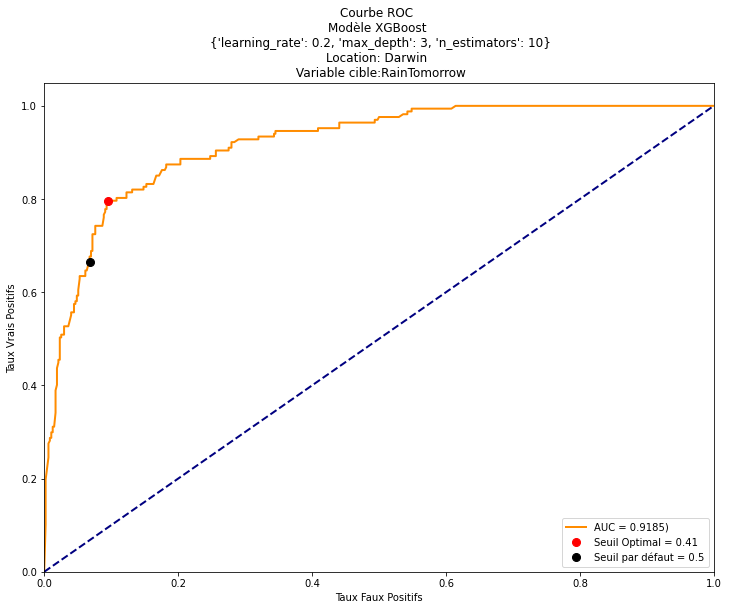 Courbe ROC
Modèle XGBoost
{'learning_rate': 0.2, 'max_depth': 3, 'n_estimators': 10}
Location: Darwin
Variable cible:RainTomorrow
1.0
0.8
0.6
0.4
0.2
0.0
Taux Vrais Positifs
0.0
0.2
0.4
0.6
0.8
1.0
Taux Faux Positifs
AUC = 0.9185)
Seuil Optimal = 0.41
Seuil par défaut = 0.5